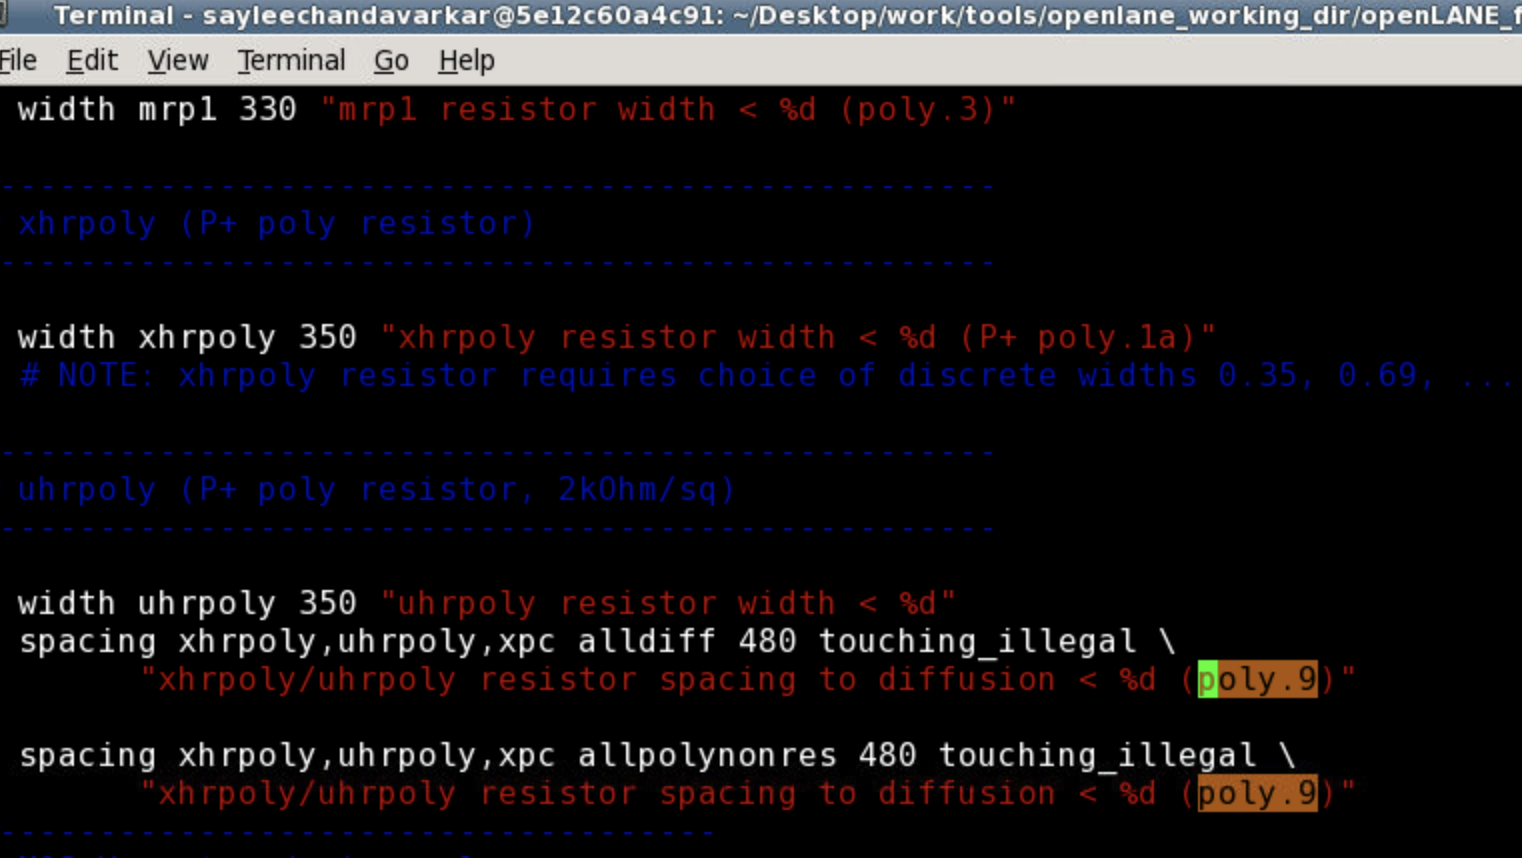 Terminal - sayleechandavarkar@5e12c60a4c91: ~/Desktop/work/tools/openlane_working_dir/openLANE_f
File Edit View Terminal Go Help
width mrp1 330 "mrp1 resistor width < %d (poly.3)"
--------------------------------------------------
xhrpoly (P+ poly resistor)
--------------------------------------------------
width xhrpoly 350 "xhrpoly resistor width < %d (P+ poly.1a)"
# NOTE: xhrpoly resistor requires choice of discrete widths 0.35, 0.69, ...
--------------------------------------------------
uhrpoly (P+ poly resistor, 2kOhm/sq)
--------------------------------------------------
width uhrpoly 350 "uhrpoly resistor width < %d"
spacing xhrpoly,uhrpoly,xpc alldiff 480 touching_illegal \
"xhrpoly/uhrpoly resistor spacing to diffusion < %d (poly.9)"
spacing xhrpoly,uhrpoly,xpc allpolynonres 480 touching_illegal \
"xhrpoly/uhrpoly resistor spacing to diffusion < %d (poly.9)"
------------------------------------